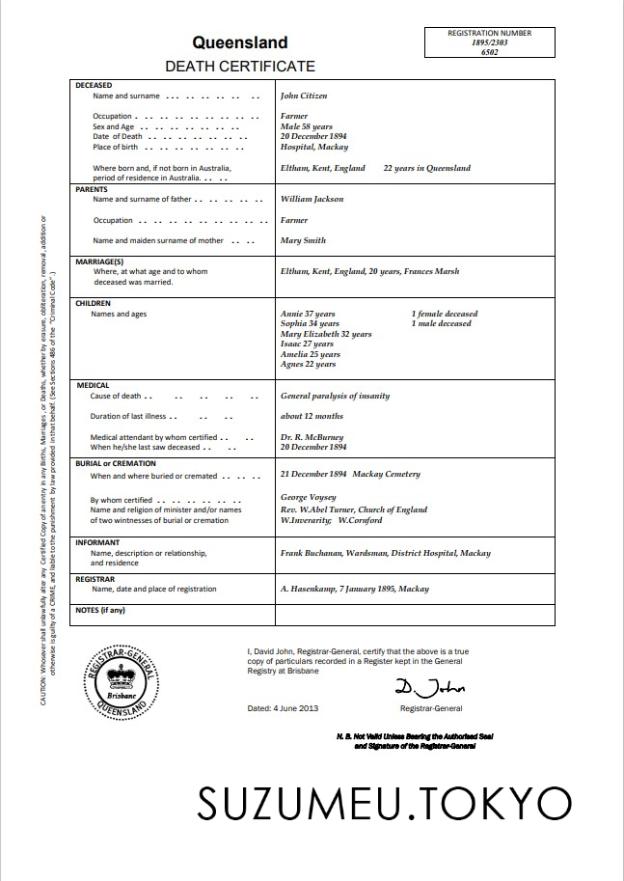 Queensland
DEATH CERTIFICATE
REGISTRATION NUMBER
1895/2303
6502
DECEASED
Name and surname ... .. .. .. .. .. John Citizen
Occupation . .. .. .. .. .. .. .. Farmer
Sex and Age .. .. .. .. .. .. .. Male 58 years
Date of Death .. .. .. .. .. .. .. 20 December 1894
Place of birth .. .. .. .. .. .. .. Hospital, Mackay
Where born and, if not born in Australia, Eltham, Kent, England 22 years in Queensland
period of residence in Australia. .. ..
PARENTS
Name and surname of father .. .. .. .. .. William Jackson
Occupation .. .. .. .. .. .. .. .. .. Farmer
Name and maiden surname of mother .. .. Mary Smith
MARRIAGE(S)
Where, at what age and to whom Eltham, Kent, England, 20 years, Frances Marsh
deceased was married.
CHILDREN
Names and ages Annie 37 years 1 female deceased
Sophia 34 years 1 male deceased
Mary Elizabeth 32 years
Isaac 27 years
Amelia 25 years
Agnes 22 years
MEDICAL
Cause of death .. .. .. .. .. General paralysis of insanity
Duration of last illness .. .. .. about 12 months
Medical attendant by whom certified .. .. Dr. R. McBurney
When he/she last saw deceased .. .. 20 December 1894
BURIAL or CREMATION
When and where buried or cremated .. .. .. 21 December 1894 Mackay Cemetery
By whom certified .. .. .. .. .. .. George Voysey
Name and religion of minister and/or names Rev. W.Abel Turner, Church of England
of two wintnesses of burial or cremation W.Inverarity; W.Cornford
INFORMANT
Name, description or relationship, Frank Buchanan, Wardsman, District Hospital, Mackay
and residence
REGISTRAR
Name, date and place of registration A. Hasenkamp, 7 January 1895, Mackay
NOTES (if any)
CAUTION: Whosoever shall unlawfully alter any Certified Copy of an entry in any Births, Marriages , or Deaths, whether by erasure, obliteration, removal, addition or
otherwise is guilty of a CRIME, and liable to the punishment by law provided in that behalf. (See Sections 486 of the "Criminal Code".)
REGISTRAR-GENERAL
Brisbane
QUEENSLAND
I, David John, Registrar-General, certify that the above is a true
copy of particulars recorded in a Register kept in the General
Registry at Brisbane
D. John
Dated: 4 June 2013 Registrar-General
N. B. Not Valid Unless Bearing the Authorised Seal
and Signature of the Registrar-General
SUZUMEU.TOKYO